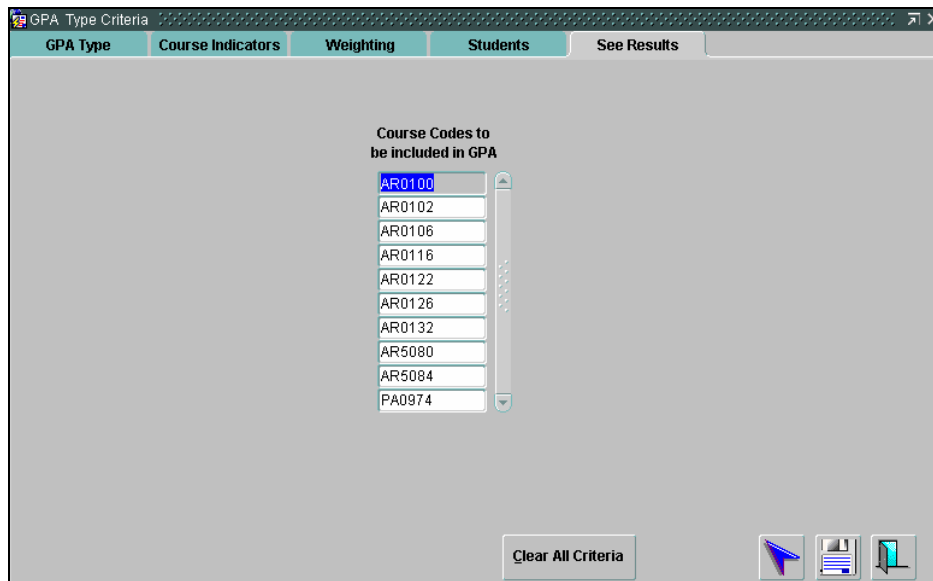 GPA Type Criteria
GPA Type Course Indicators Weighting Students See Results
Course Codes to
be included in GPA
AR0100
AR0102
AR0106
AR0116
AR0122
AR0126
AR0132
AR5080
AR5084
PA0974
Clear All Criteria